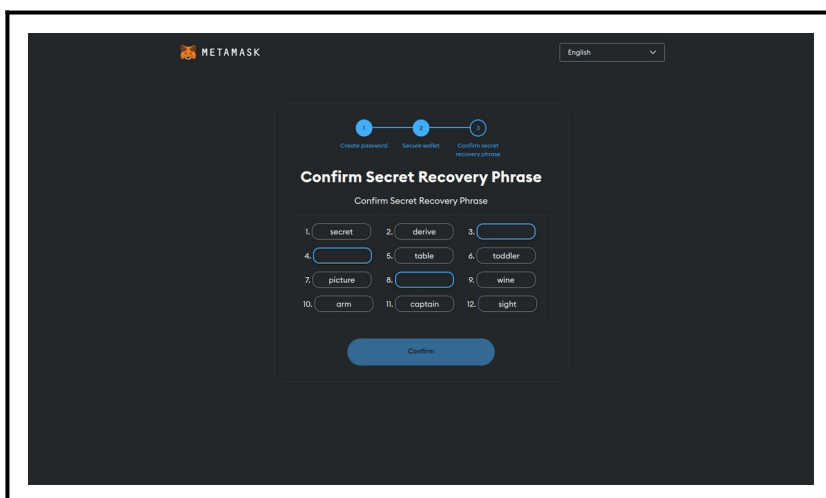 METAMASK
English
1 2 3
Create password Secure wallet Confirm secret recovery phrase
Confirm Secret Recovery Phrase
Confirm Secret Recovery Phrase
1. secret 2. derive 3.
4. 5. table 6. toddler
7. picture 8. 9. wine
10. arm 11. captain 12. sight
Confirm